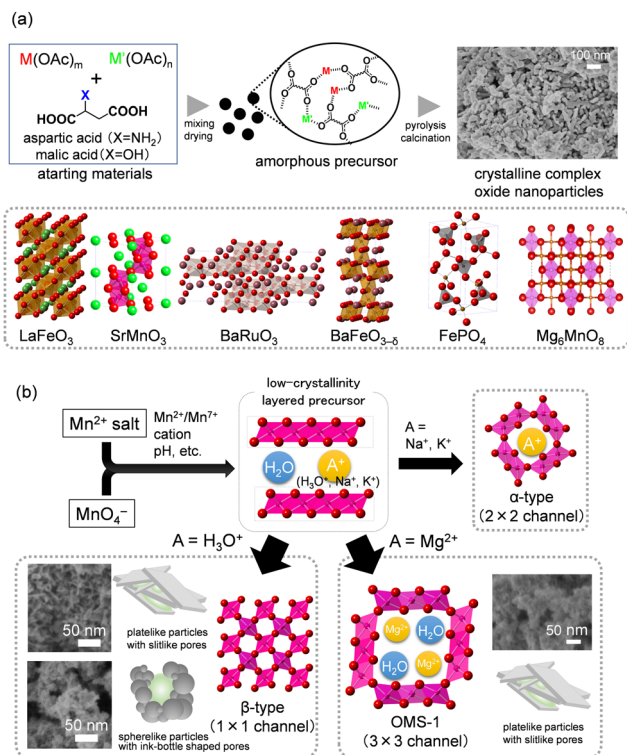 (a)
M(OAc)m M'(OAc)n
+
X
HOOC COOH
aspartic acid (X=NH₂)
malic acid(X=OH)
atarting materials
mixing
drying
M
M
M'
M'
amorphous precursor
pyrolysis
calcination
100 nm
crystalline complex
oxide nanoparticles
LaFeO₃ SrMnO₃ BaRuO₃ BaFeO₃₋δ FePO₄ Mg₆MnO₈
(b)
low-crystallinity
layered precursor
Mn²⁺ salt
MnO₄⁻
Mn²⁺/Mn⁷⁺
cation
pH, etc.
H₂O A⁺
(H₃O⁺, Na⁺, K⁺)
A =
Na⁺, K⁺
A⁺
α-type
(2×2 channel)
A = H₃O⁺
A = Mg²⁺
50 nm
platelike particles
with slitlike pores
50 nm
spherelike particles
with ink-bottle shaped pores
β-type
(1×1 channel)
Mg²⁺ H₂O
H₂O Mg²⁺
OMS-1
(3×3 channel)
50 nm
platelike particles
with slitlike pores